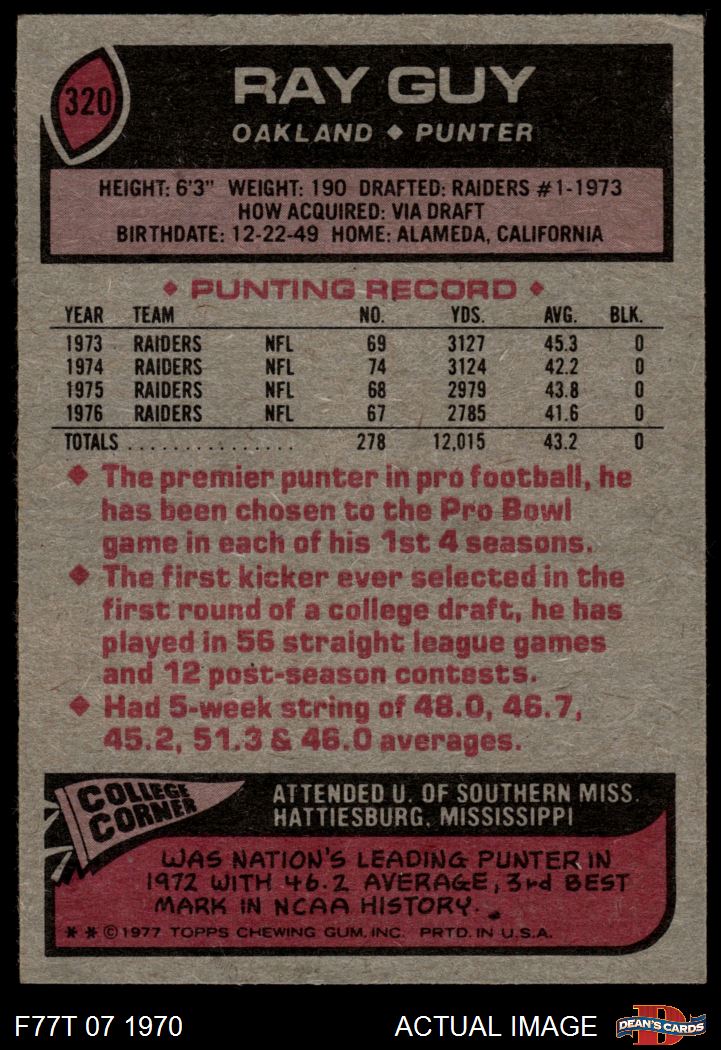 320
RAY GUY
OAKLAND ◆ PUNTER
HEIGHT: 6'3" WEIGHT: 190 DRAFTED: RAIDERS #1-1973
HOW ACQUIRED: VIA DRAFT
BIRTHDATE: 12-22-49 HOME: ALAMEDA, CALIFORNIA
◆ PUNTING RECORD ◆
YEAR TEAM NO. YDS. AVG. BLK.
1973 RAIDERS NFL 69 3127 45.3 0
1974 RAIDERS NFL 74 3124 42.2 0
1975 RAIDERS NFL 68 2979 43.8 0
1976 RAIDERS NFL 67 2785 41.6 0
TOTALS . . . . . . . . . . . . . . . 278 12,015 43.2 0
◆ The premier punter in pro football, he
has been chosen to the Pro Bowl
game in each of his 1st 4 seasons.
◆ The first kicker ever selected in the
first round of a college draft, he has
played in 56 straight league games
and 12 post-season contests.
◆ Had 5-week string of 48.0, 46.7,
45.2, 51.3 & 46.0 averages.
COLLEGE
CORNER
ATTENDED U. OF SOUTHERN MISS.
HATTIESBURG, MISSISSIPPI
WAS NATION'S LEADING PUNTER IN
1972 WITH 46.2 AVERAGE, 3rd BEST
MARK IN NCAA HISTORY.
* * ©1977 TOPPS CHEWING GUM, INC. PRTD. IN U.S.A.
F77T 07 1970 ACTUAL IMAGE
D
DEAN'S CARDS